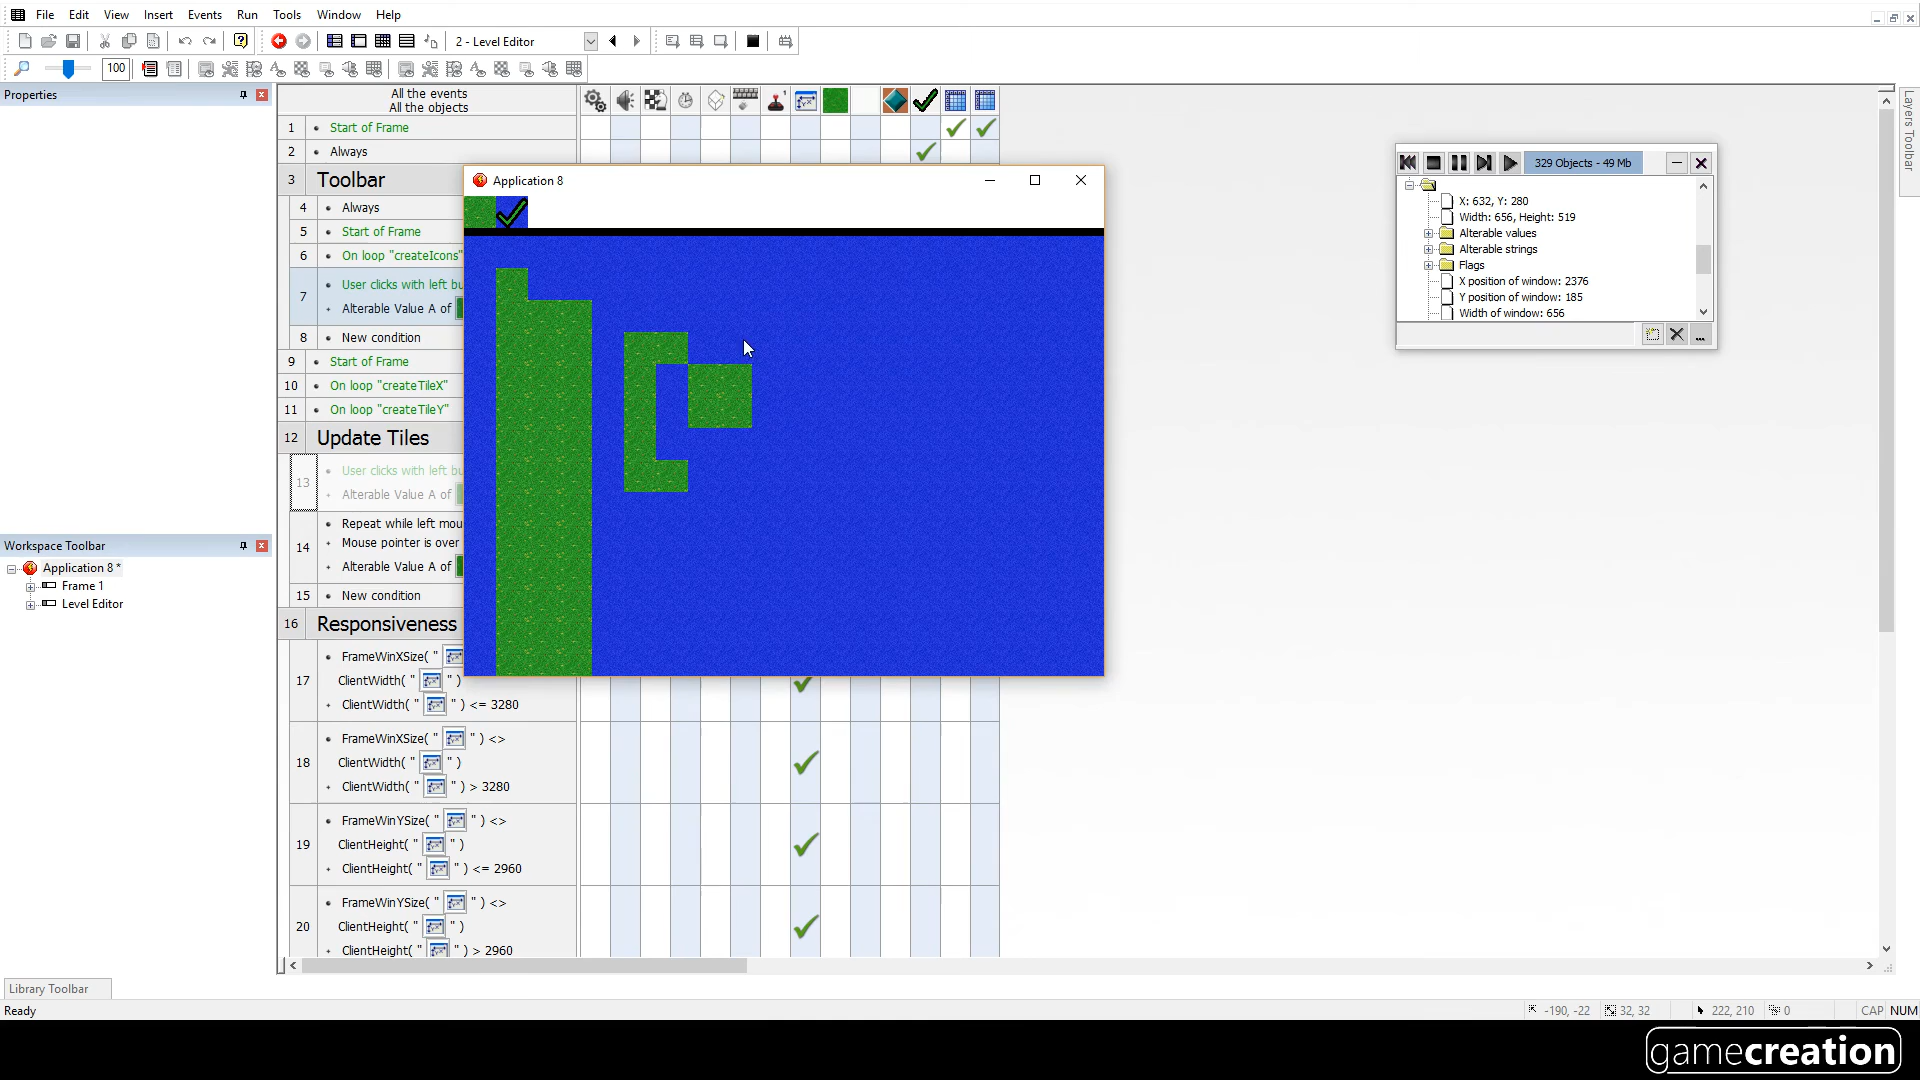 File Edit View Insert Events Run Tools Window Help
2 - Level Editor
100
Properties
All the events
All the objects
1 Start of Frame
2 Always
3 Toolbar
4 Always
5 Start of Frame
6 On loop "createIcons"
7 User clicks with left bu
Alterable Value A of
8 New condition
9 Start of Frame
10 On loop "createTileX"
11 On loop "createTileY"
12 Update Tiles
13 User clicks with left bu
Alterable Value A of
14 Repeat while left mou
Mouse pointer is over
Alterable Value A of
15 New condition
16 Responsiveness
17 FrameWinXSize( "
ClientWidth( " " )
ClientWidth( " " ) <= 3280
18 FrameWinXSize( " " ) <>
ClientWidth( " " )
ClientWidth( " " ) > 3280
19 FrameWinYSize( " " ) <>
ClientHeight( " " )
ClientHeight( " " ) <= 2960
20 FrameWinYSize( " " ) <>
ClientHeight( " " )
ClientHeight( " " ) > 2960
Application 8
329 Objects - 49 Mb
X: 632, Y: 280
Width: 656, Height: 519
Alterable values
Alterable strings
Flags
X position of window: 2376
Y position of window: 185
Width of window: 656
...
Layers Toolbar
Workspace Toolbar
Application 8 *
Frame 1
Level Editor
Library Toolbar
Ready
-190, -22
32, 32
222, 210
0
CAP NUM
gamecreation